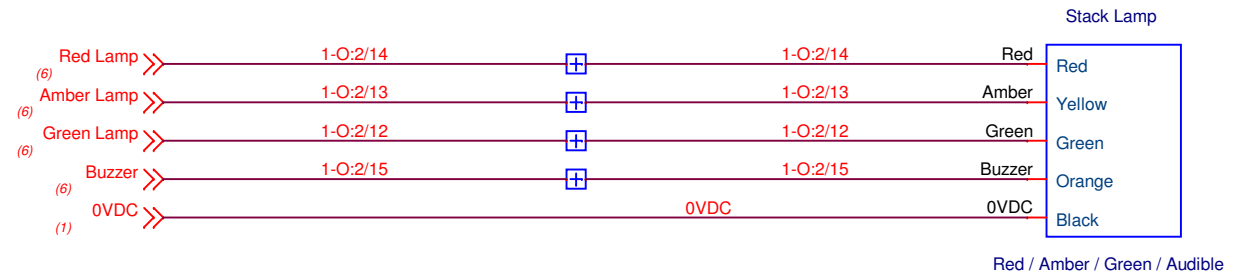 Stack Lamp
Red Lamp 1-O:2/14 1-O:2/14 Red Red
(6)
Amber Lamp 1-O:2/13 1-O:2/13 Amber Yellow
(6)
Green Lamp 1-O:2/12 1-O:2/12 Green Green
(6)
Buzzer 1-O:2/15 1-O:2/15 Buzzer Orange
(6)
0VDC 0VDC 0VDC Black
(1)
Red / Amber / Green / Audible